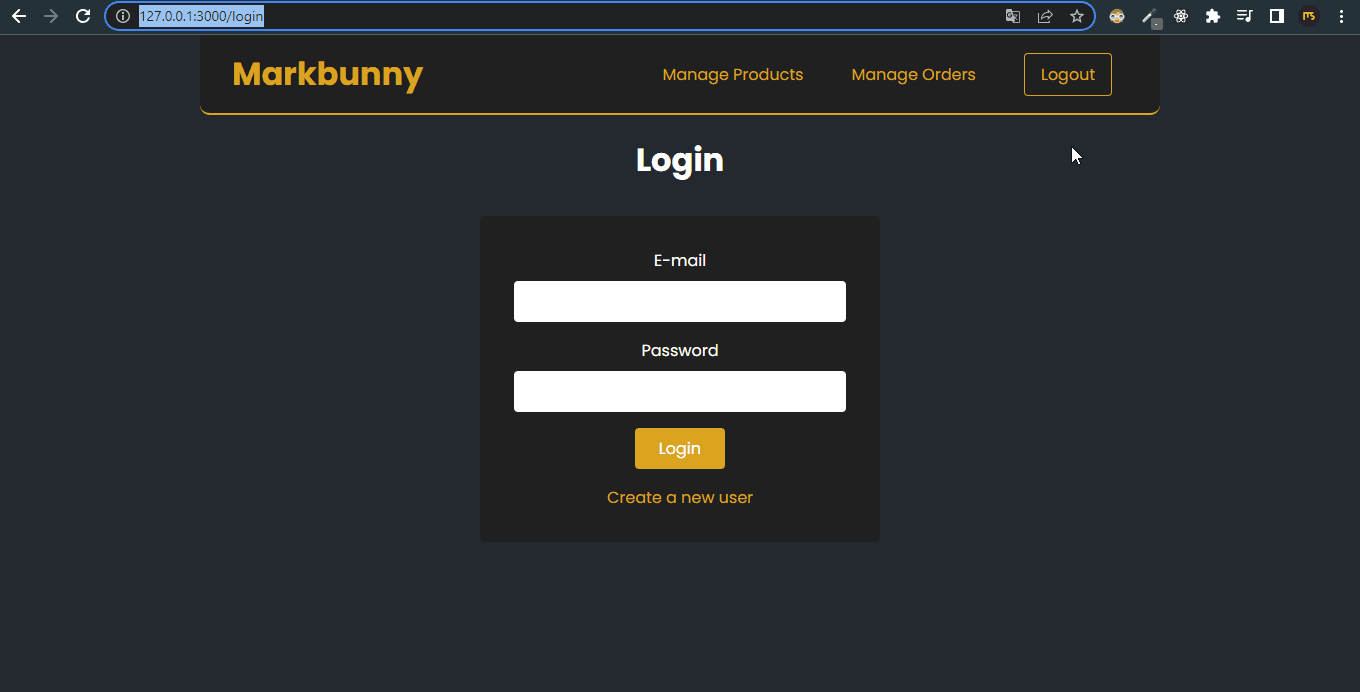 127.0.0.1:3000/login
Markbunny Manage Products Manage Orders Logout
Login
E-mail
Password
Login
Create a new user